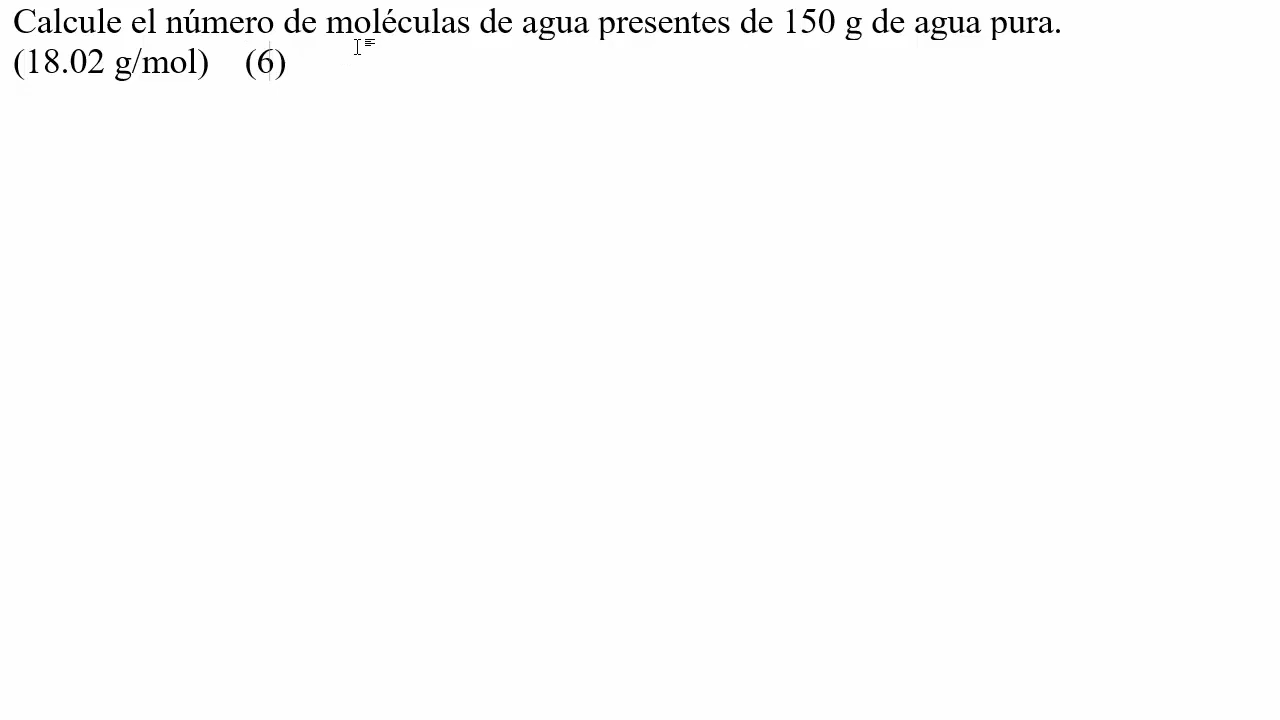 Calcule el número de moléculas de agua presentes de 150 g de agua pura.
(18.02 g/mol) (6)